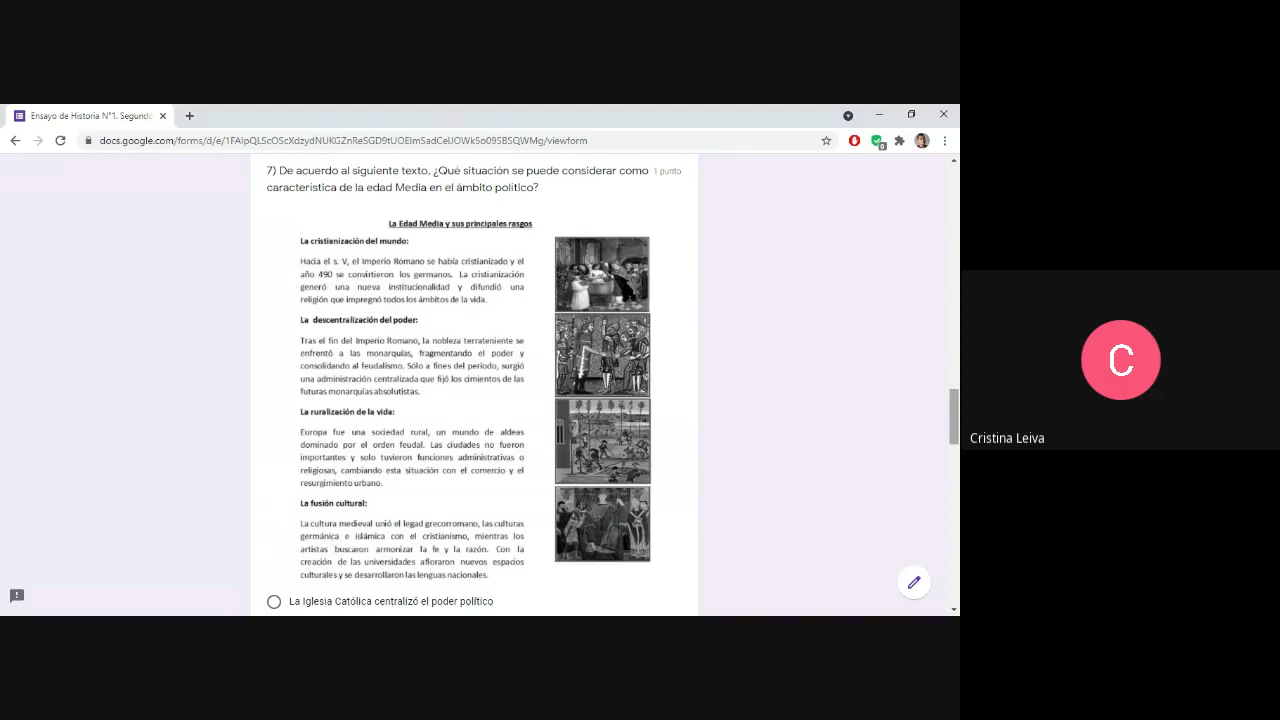 Ensayo de Historia N°1. Segundo
docs.google.com/forms/d/e/1FAIpQLScOScXdzydNUKGZnReSGD9tUOEImSadCelJOWk5o09SBSQWMg/viewform
7) De acuerdo al siguiente texto, ¿Qué situación se puede considerar como 1 punto
característica de la edad Media en el ámbito político?
La Edad Media y sus principales rasgos
La cristianización del mundo:
Hacia el s. V, el Imperio Romano se había cristianizado y el
año 490 se convirtieron los germanos. La cristianización
generó una nueva institucionalidad y difundió una
religión que impregnó todos los ámbitos de la vida.
La descentralización del poder:
Tras el fin del Imperio Romano, la nobleza terrateniente se
enfrentó a las monarquías, fragmentando el poder y
consolidando al feudalismo. Sólo a fines del período, surgió
una administración centralizada que fijó los cimientos de las
futuras monarquías absolutistas.
La ruralización de la vida:
Europa fue una sociedad rural, un mundo de aldeas
dominado por el orden feudal. Las ciudades no fueron
importantes y solo tuvieron funciones administrativas o
religiosas, cambiando esta situación con el comercio y el
resurgimiento urbano.
La fusión cultural:
La cultura medieval unió el legad grecorromano, las culturas
germánica e islámica con el cristianismo, mientras los
artistas buscaron armonizar la fe y la razón. Con la
creación de las universidades afloraron nuevos espacios
culturales y se desarrollaron las lenguas nacionales.
La Iglesia Católica centralizó el poder político
C
Cristina Leiva